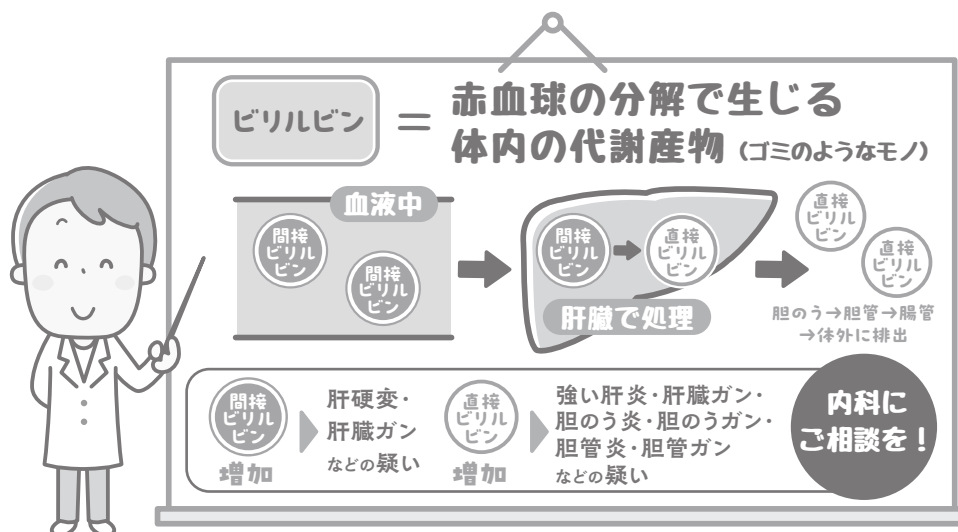 ビリルビン
=
赤血球の分解で生じる
体内の代謝産物（ゴミのようなモノ）
血液中
間接
ビリル
ビン
間接
ビリル
ビン
間接
ビリル
ビン
直接
ビリル
ビン
肝臓で処理
直接
ビリル
ビン
直接
ビリル
ビン
胆のう→胆管→腸管
→体外に排出
間接
ビリル
ビン
増加
肝硬変・
肝臓ガン
などの疑い
直接
ビリル
ビン
増加
強い肝炎・肝臓ガン・
胆のう炎・胆のうガン・
胆管炎・胆管ガン
などの疑い
内科に
ご相談を！